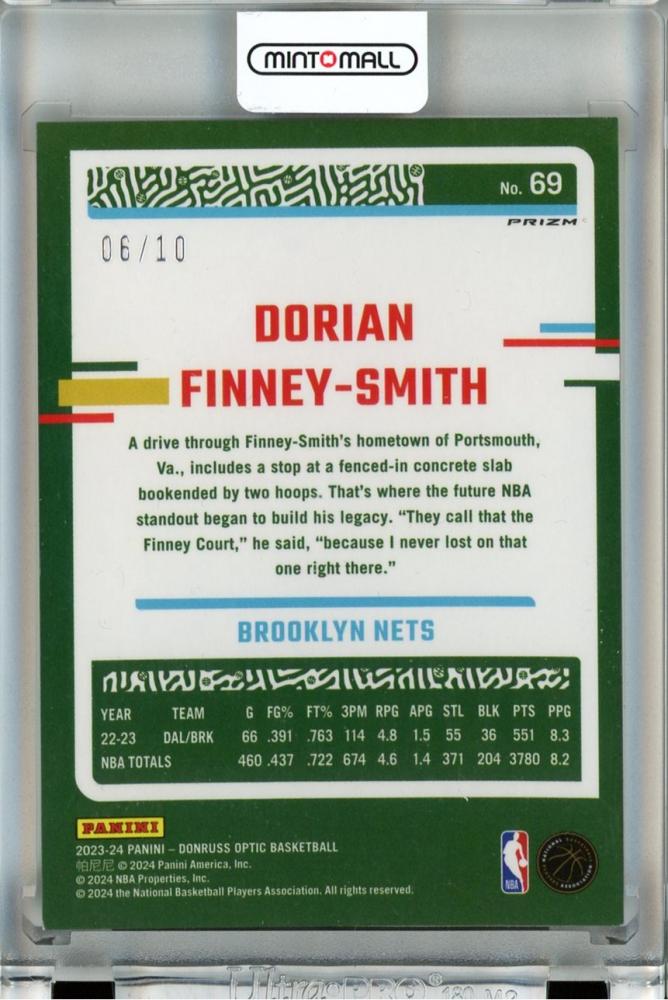 MINTOMALL
No. 69
PRIZM
06/10
DORIAN
FINNEY-SMITH
A drive through Finney-Smith's hometown of Portsmouth,
Va., includes a stop at a fenced-in concrete slab
bookended by two hoops. That's where the future NBA
standout began to build his legacy. “They call that the
Finney Court,” he said, “because I never lost on that
one right there.”
BROOKLYN NETS
YEAR TEAM G FG% FT% 3PM RPG APG STL BLK PTS PPG
22-23 DAL/BRK 66 .391 .763 114 4.8 1.5 55 36 551 8.3
NBA TOTALS 460 .437 .722 674 4.6 1.4 371 204 3780 8.2
PANINI
2023-24 PANINI – DONRUSS OPTIC BASKETBALL
帕尼尼 © 2024 Panini America, Inc.
© 2024 NBA Properties, Inc.
© 2024 the National Basketball Players Association. All rights reserved.
NBA
NATIONAL BASKETBALL
PLAYERS ASSOCIATION
Ultra PRO®